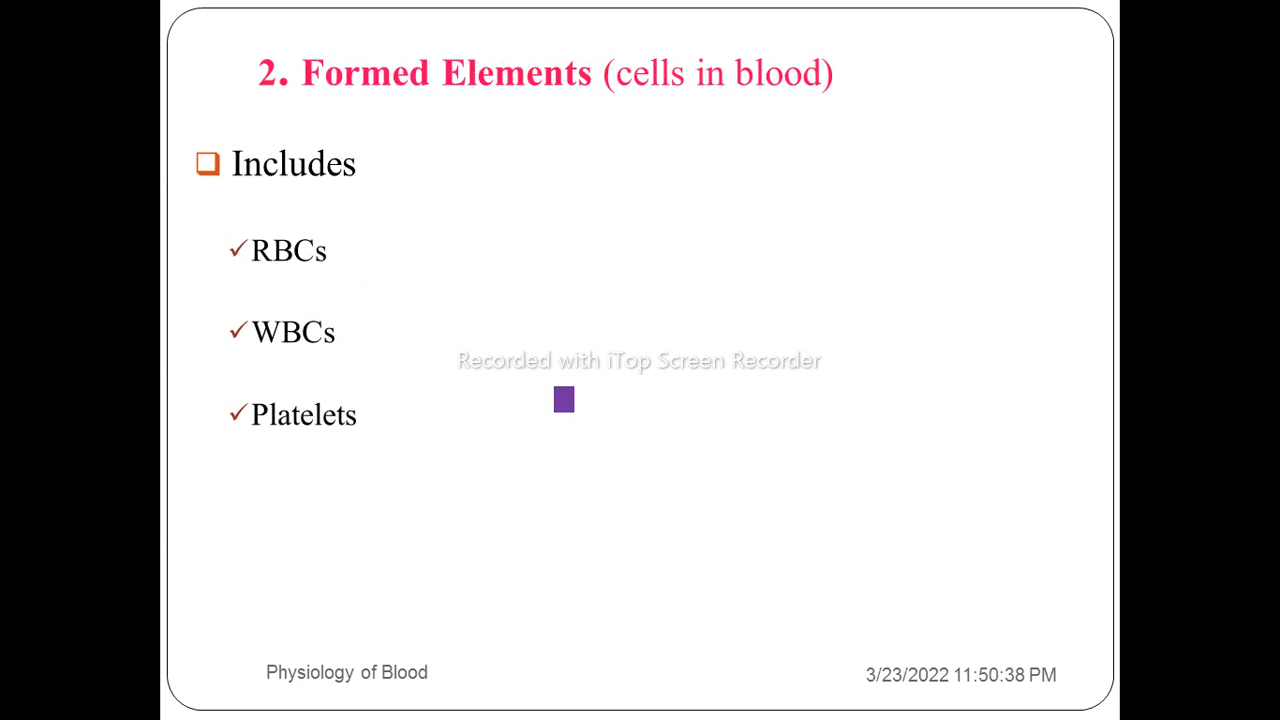 2. Formed Elements (cells in blood)
Includes
RBCs
WBCs
Recorded with iTop Screen Recorder
Platelets
Physiology of Blood
3/23/2022 11:50:38 PM